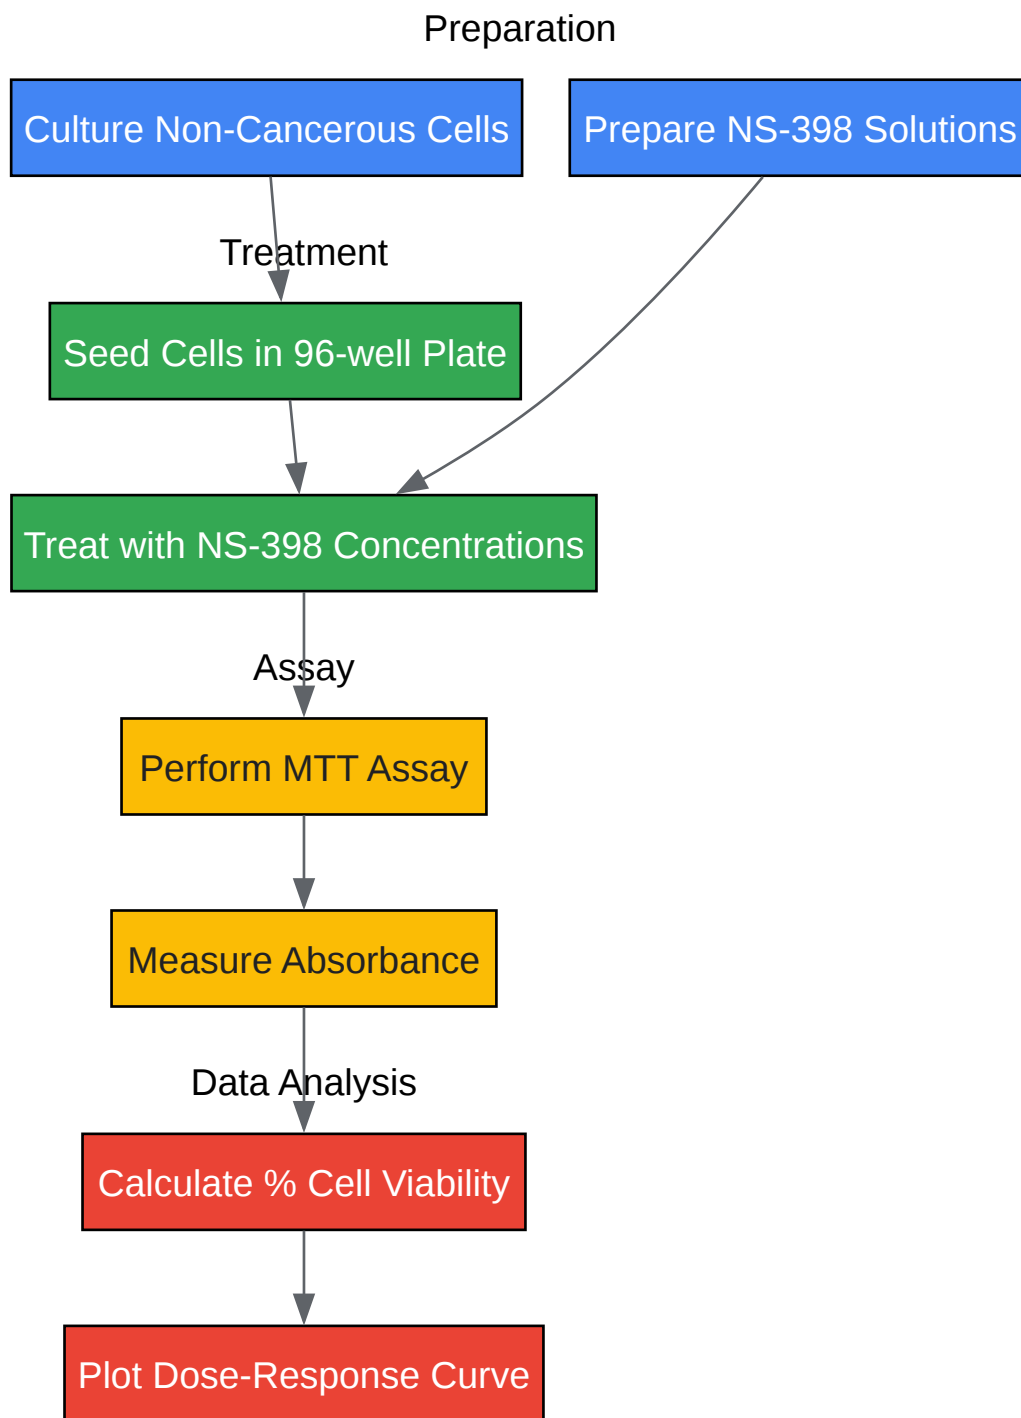 Preparation
Culture Non-Cancerous Cells
Prepare NS-398 Solutions
Treatment
Seed Cells in 96-well Plate
Treat with NS-398 Concentrations
Assay
Perform MTT Assay
Measure Absorbance
Data Analysis
Calculate % Cell Viability
Plot Dose-Response Curve